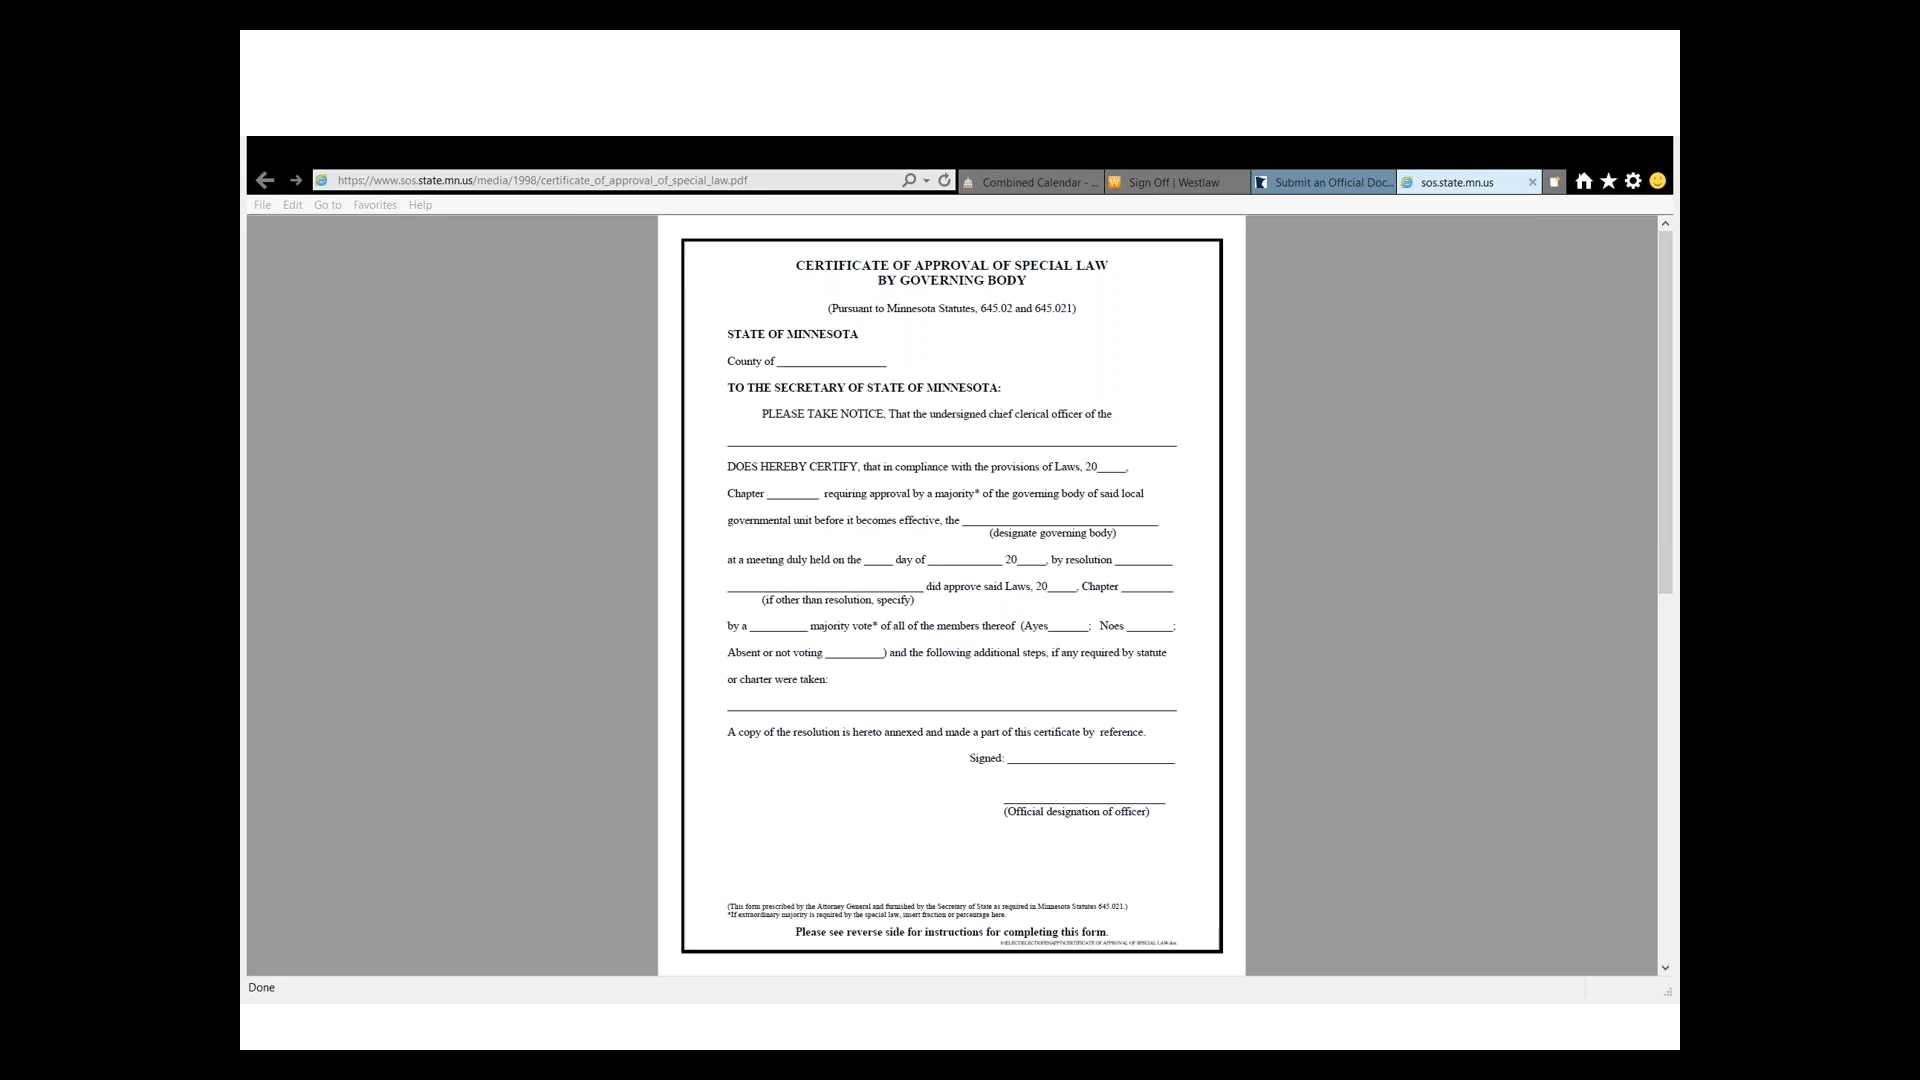 https://www.sos.state.mn.us/media/1998/certificate_of_approval_of_special_law.pdf
Combined Calendar - ...
Sign Off | Westlaw
Submit an Official Doc...
sos.state.mn.us
File Edit Go to Favorites Help
CERTIFICATE OF APPROVAL OF SPECIAL LAW
BY GOVERNING BODY
(Pursuant to Minnesota Statutes, 645.02 and 645.021)
STATE OF MINNESOTA
County of ___________________
TO THE SECRETARY OF STATE OF MINNESOTA:
PLEASE TAKE NOTICE, That the undersigned chief clerical officer of the
DOES HEREBY CERTIFY, that in compliance with the provisions of Laws, 20_____,
Chapter _________ requiring approval by a majority* of the governing body of said local
governmental unit before it becomes effective, the __________________________________
(designate governing body)
at a meeting duly held on the _____ day of _____________ 20_____, by resolution __________
__________________________________ did approve said Laws, 20_____, Chapter _________
(if other than resolution, specify)
by a __________ majority vote* of all of the members thereof (Ayes_______; Noes ________;
Absent or not voting __________) and the following additional steps, if any required by statute
or charter were taken:
A copy of the resolution is hereto annexed and made a part of this certificate by reference.
Signed: _____________________________
(Official designation of officer)
(This form prescribed by the Attorney General and furnished by the Secretary of State as required in Minnesota Statutes 645.021.)
*If extraordinary majority is required by the special law, insert fraction or percentage here.
Please see reverse side for instructions for completing this form.
Done